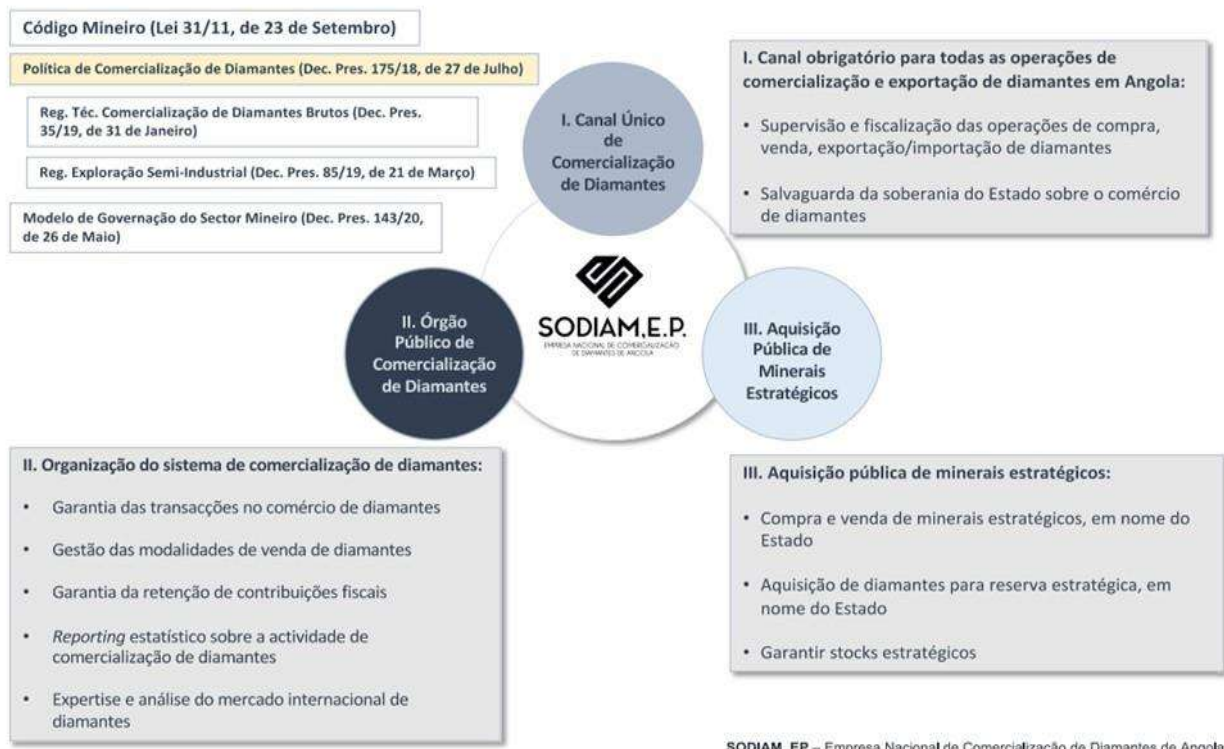 Código Mineiro (Lei 31/11, de 23 de Setembro)
Política de Comercialização de Diamantes (Dec. Pres. 175/18, de 27 de Julho)
Reg. Téc. Comercialização de Diamantes Brutos (Dec. Pres.
35/19, de 31 de Janeiro)
Reg. Exploração Semi-Industrial (Dec. Pres. 85/19, de 21 de Março)
Modelo de Governação do Sector Mineiro (Dec. Pres. 143/20,
de 26 de Maio)
I. Canal Único
de
Comercialização
de Diamantes
I. Canal obrigatório para todas as operações de
comercialização e exportação de diamantes em Angola:
• Supervisão e fiscalização das operações de compra,
venda, exportação/importação de diamantes
• Salvaguarda da soberania do Estado sobre o comércio
de diamantes
II. Órgão
Público de
Comercialização
de Diamantes
SODIAM, E.P.
EMPRESA NACIONAL DE COMERCIALIZAÇÃO
DE DIAMANTES DE ANGOLA
III. Aquisição
Pública de
Minerais
Estratégicos
II. Organização do sistema de comercialização de diamantes:
• Garantia das transacções no comércio de diamantes
• Gestão das modalidades de venda de diamantes
• Garantia da retenção de contribuições fiscais
• Reporting estatístico sobre a actividade de
comercialização de diamantes
• Expertise e análise do mercado internacional de
diamantes
III. Aquisição pública de minerais estratégicos:
• Compra e venda de minerais estratégicos, em nome do
Estado
• Aquisição de diamantes para reserva estratégica, em
nome do Estado
• Garantir stocks estratégicos
SODIAM, EP – Empresa Nacional de Comercialização de Diamantes de Angola